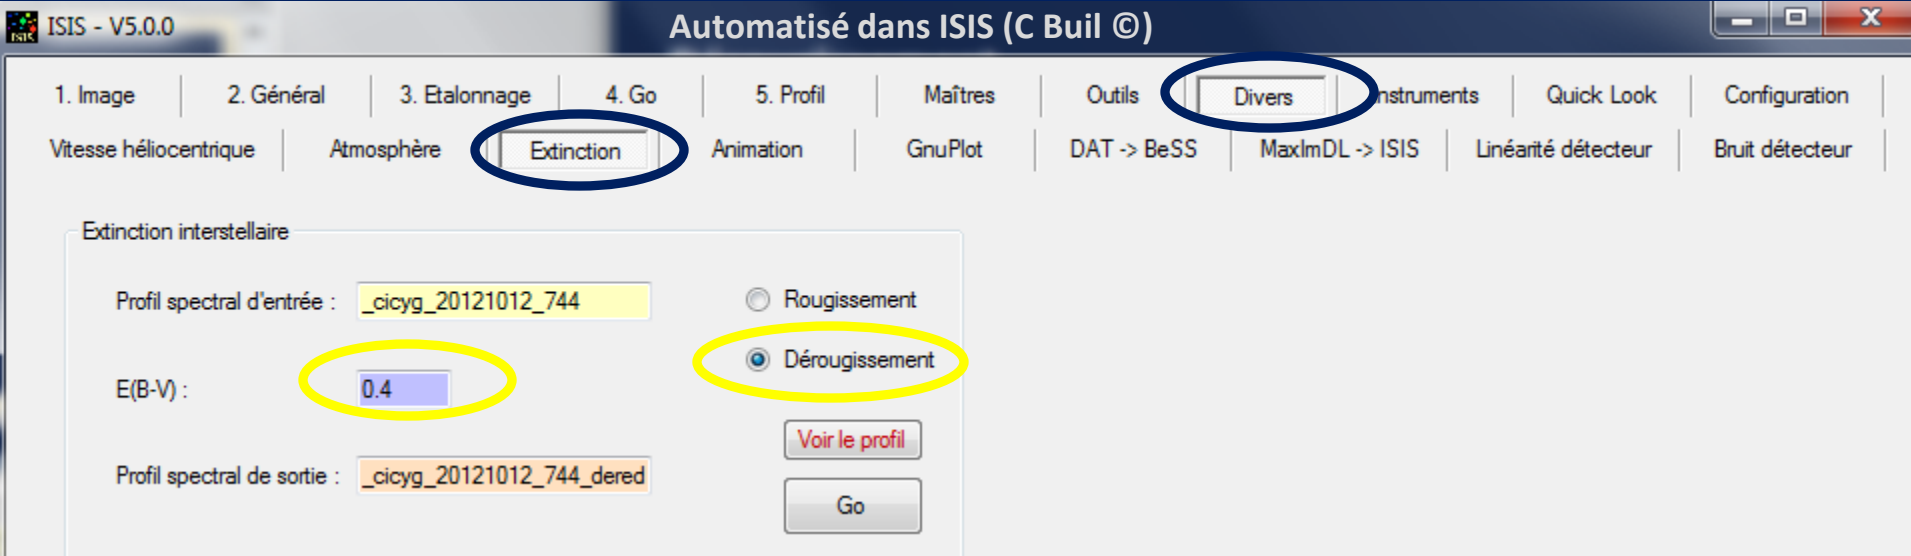 ISIS - V5.0.0
Automatisé dans ISIS (C Buil ©)
1. Image 2. Général 3. Etalonnage 4. Go 5. Profil Maîtres Outils Divers Instruments Quick Look Configuration
Vitesse héliocentrique Atmosphère Extinction Animation GnuPlot DAT -> BeSS MaxImDL -> ISIS Linéarité détecteur Bruit détecteur
Extinction interstellaire
Profil spectral d'entrée : _cicyg_20121012_744 Rougissement
Dérougissement
E(B-V) : 0.4
Voir le profil
Profil spectral de sortie : _cicyg_20121012_744_dered
Go